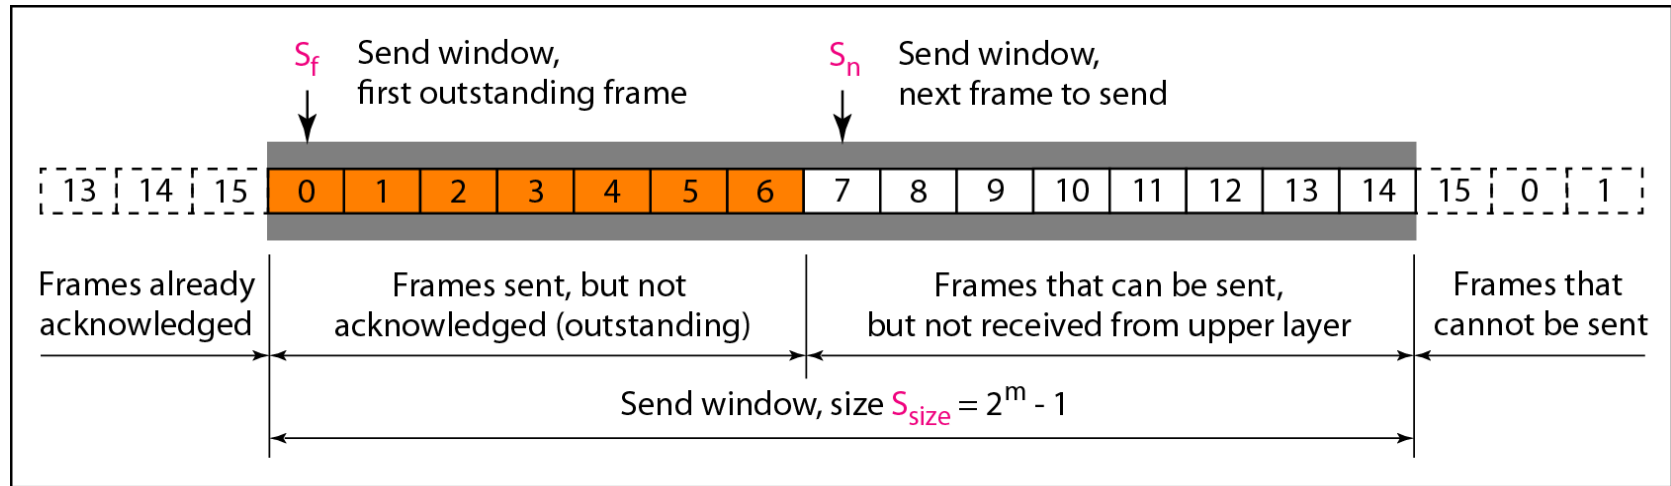 Sf Send window,
first outstanding frame
Sn Send window,
next frame to send
13 14 15 0 1 2 3 4 5 6 7 8 9 10 11 12 13 14 15 0 1
Frames already
acknowledged
Frames sent, but not
acknowledged (outstanding)
Frames that can be sent,
but not received from upper layer
Frames that
cannot be sent
Send window, size Ssize = 2^m - 1